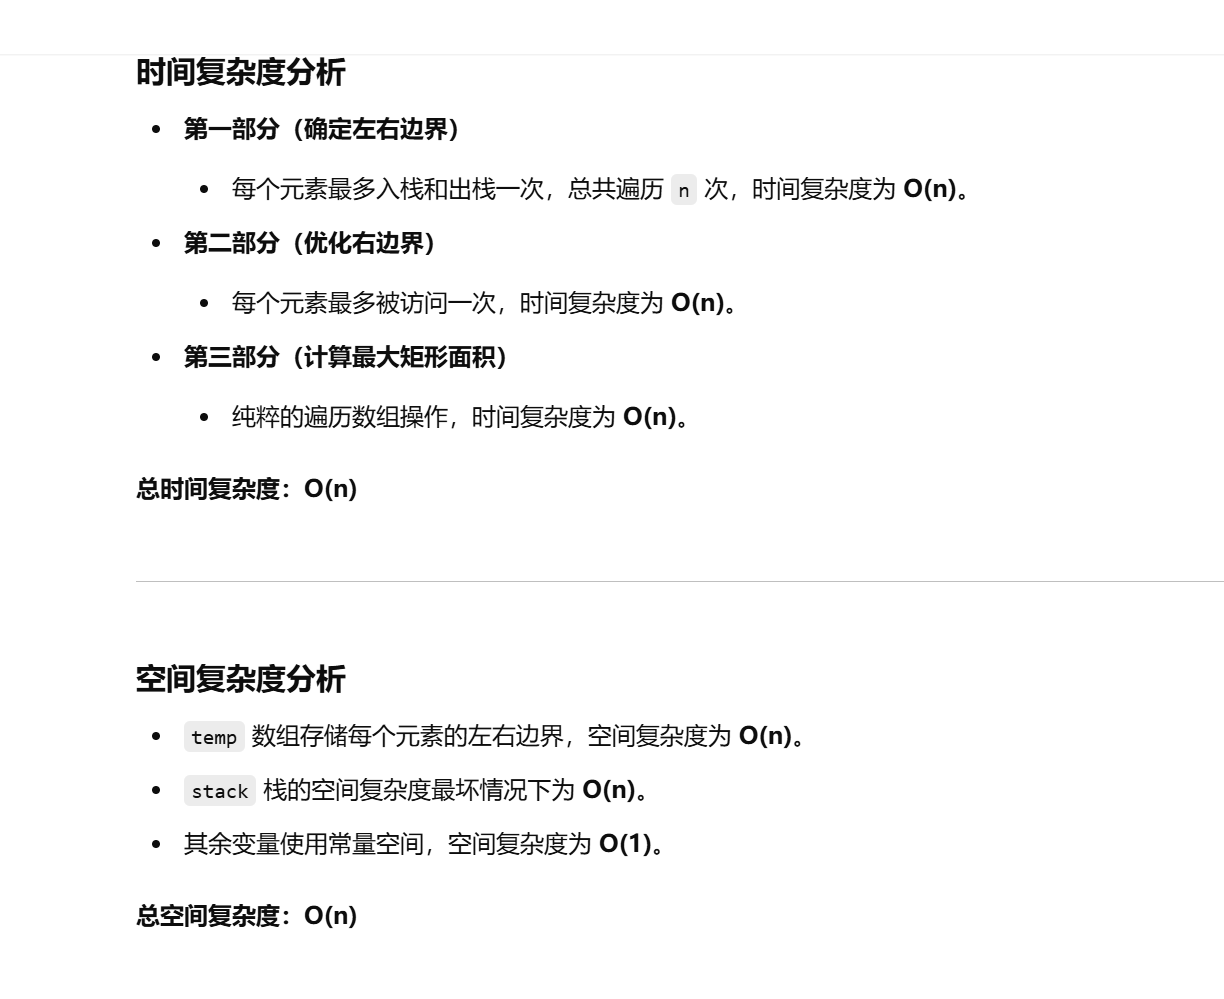 时间复杂度分析
第一部分（确定左右边界）
每个元素最多入栈和出栈一次，总共遍历 n 次，时间复杂度为 O(n)。
第二部分（优化右边界）
每个元素最多被访问一次，时间复杂度为 O(n)。
第三部分（计算最大矩形面积）
纯粹的遍历数组操作，时间复杂度为 O(n)。
总时间复杂度：O(n)
空间复杂度分析
temp 数组存储每个元素的左右边界，空间复杂度为 O(n)。
stack 栈的空间复杂度最坏情况下为 O(n)。
其余变量使用常量空间，空间复杂度为 O(1)。
总空间复杂度：O(n)